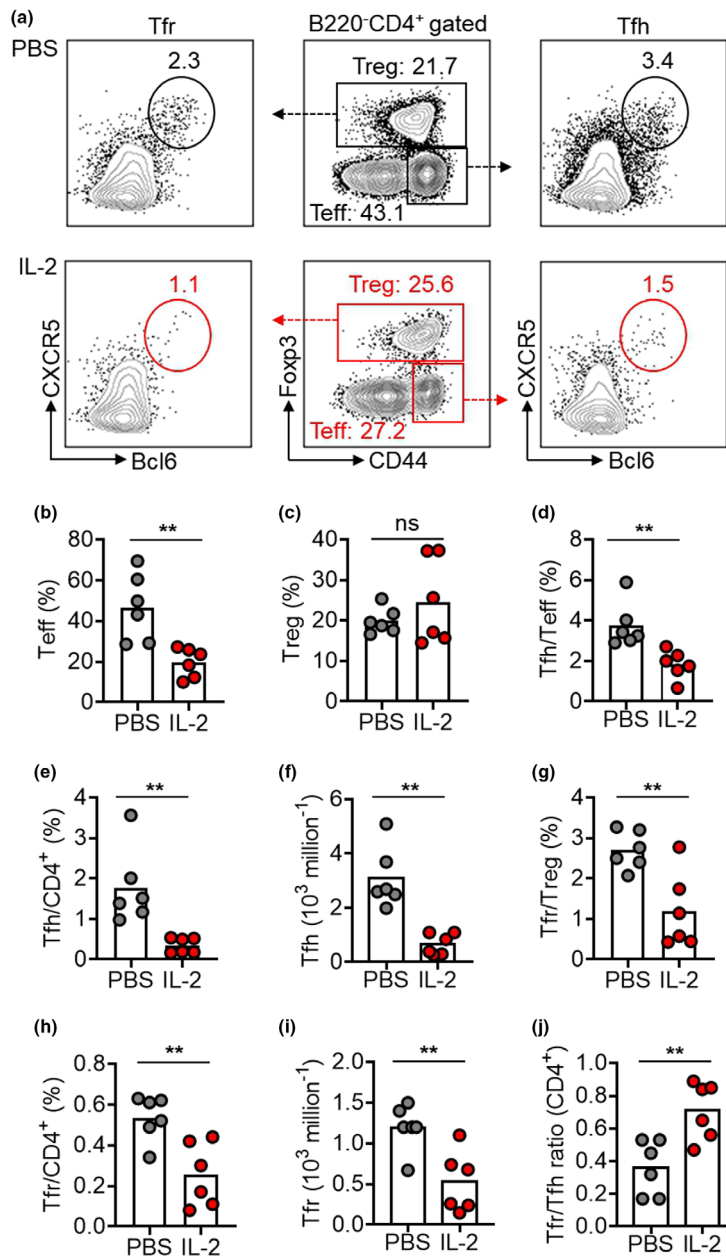 (a)
Tfr
B220⁻CD4⁺ gated
Tfh
PBS
2.3
Treg: 21.7
3.4
Teff: 43.1
IL-2
1.1
Treg: 25.6
1.5
CXCR5
Foxp3
CXCR5
Teff: 27.2
Bcl6
CD44
Bcl6
(b)
**
80
60
40
20
0
Teff (%)
PBS IL-2
(c)
ns
40
30
20
10
0
Treg (%)
PBS IL-2
(d)
**
8
6
4
2
0
Tfh/Teff (%)
PBS IL-2
(e)
**
4
3
2
1
0
Tfh/CD4⁺ (%)
PBS IL-2
(f)
**
6
4
2
0
Tfh (10³ million⁻¹)
PBS IL-2
(g)
**
4
3
2
1
0
Tfr/Treg (%)
PBS IL-2
(h)
**
0.8
0.6
0.4
0.2
0.0
Tfr/CD4⁺ (%)
PBS IL-2
(i)
**
2.0
1.5
1.0
0.5
0.0
Tfr (10³ million⁻¹)
PBS IL-2
(j)
**
1.0
0.8
0.6
0.4
0.2
0.0
Tfr/Tfh ratio (CD4⁺)
PBS IL-2